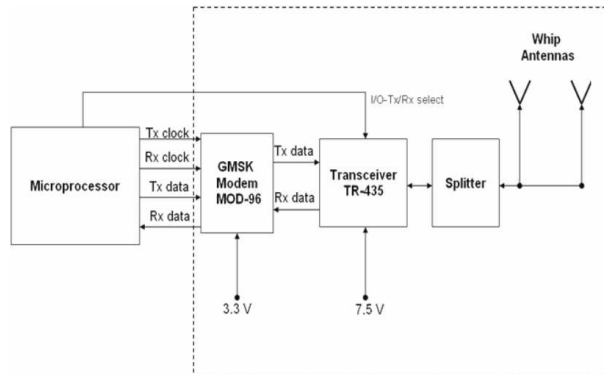 Whip
Antennas
I/O-Tx/Rx select
Tx clock
Rx clock
Tx data
Rx data
Microprocessor
GMSK
Modem
MOD-96
Tx data
Rx data
Transceiver
TR-435
Splitter
3.3 V
7.5 V